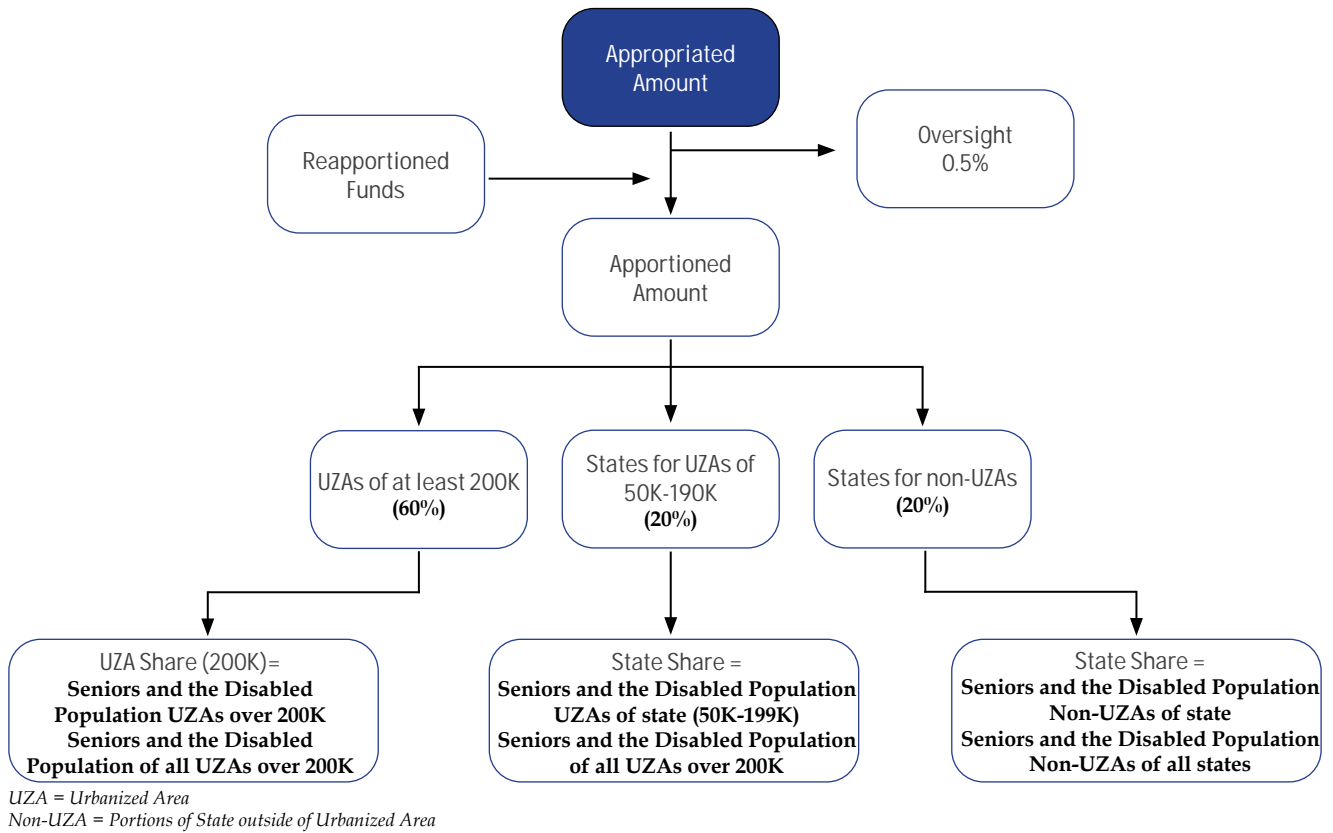 Appropriated
Amount
Reapportioned
Funds
Oversight
0.5%
Apportioned
Amount
UZAs of at least 200K
(60%)
States for UZAs of
50K-190K
(20%)
States for non-UZAs
(20%)
UZA Share (200K)=
Seniors and the Disabled
Population UZAs over 200K
Seniors and the Disabled
Population of all UZAs over 200K
State Share =
Seniors and the Disabled Population
UZAs of state (50K-199K)
Seniors and the Disabled Population
of all UZAs over 200K
State Share =
Seniors and the Disabled Population
Non-UZAs of state
Seniors and the Disabled Population
Non-UZAs of all states
UZA = Urbanized Area
Non-UZA = Portions of State outside of Urbanized Area